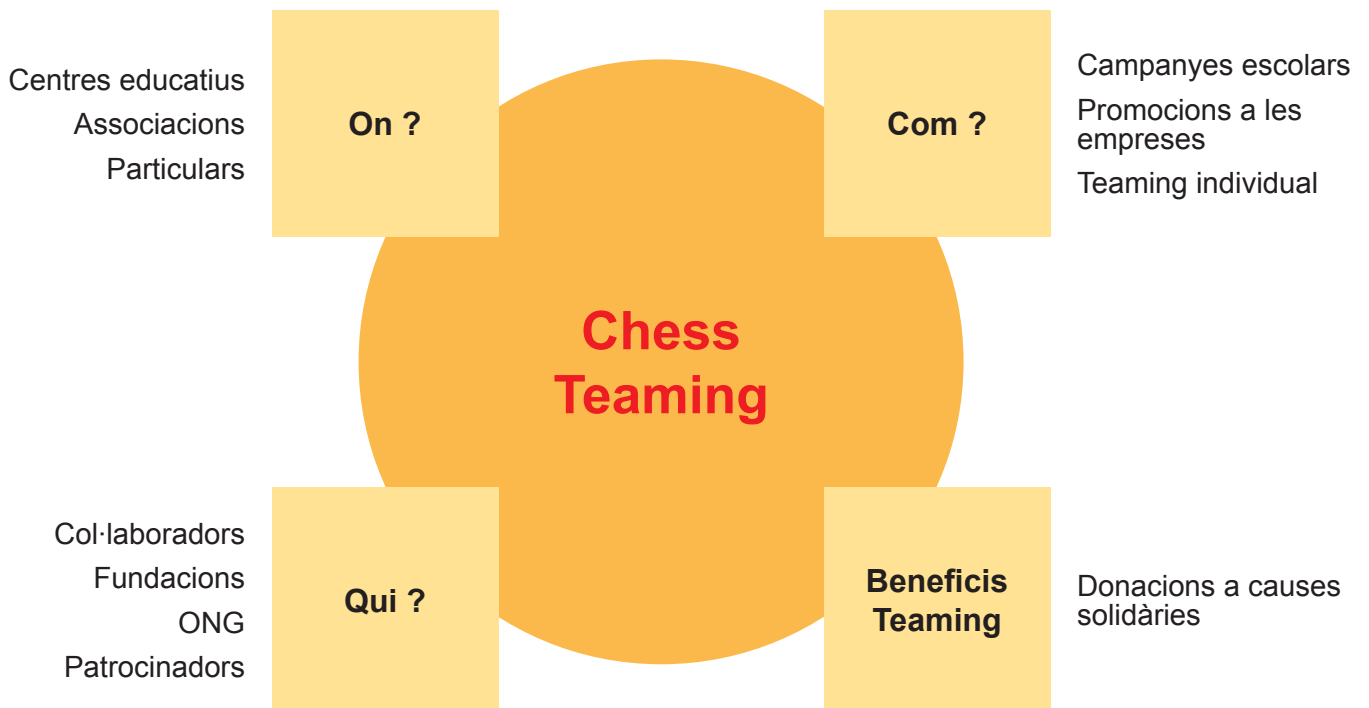 Centres educatius
Associacions
Particulars
On ?
Com ?
Campanyes escolars
Promocions a les
empreses
Teaming individual
Chess
Teaming
Col·laboradors
Fundacions
ONG
Patrocinadors
Qui ?
Beneficis
Teaming
Donacions a causes
solidàries